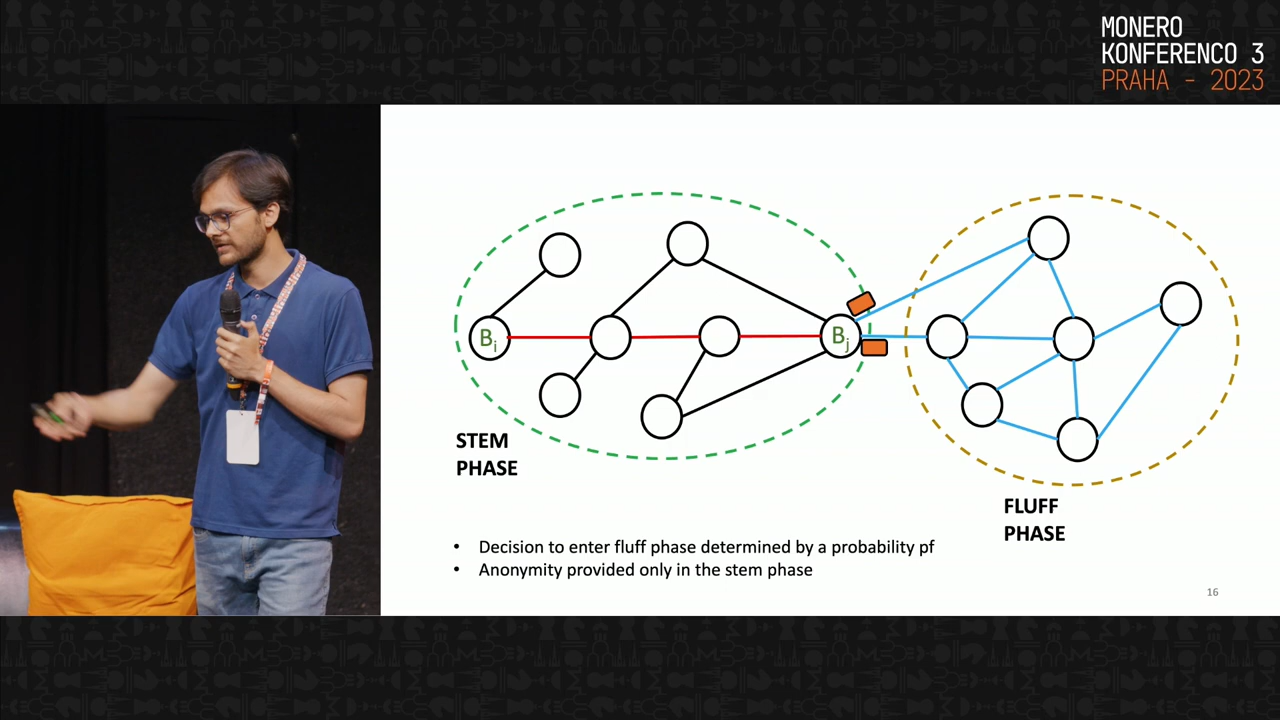 MONERO
KONFERENCO 3
PRAHA - 2023
Bi
Bj
STEM
PHASE
FLUFF
PHASE
• Decision to enter fluff phase determined by a probability pf
• Anonymity provided only in the stem phase
16